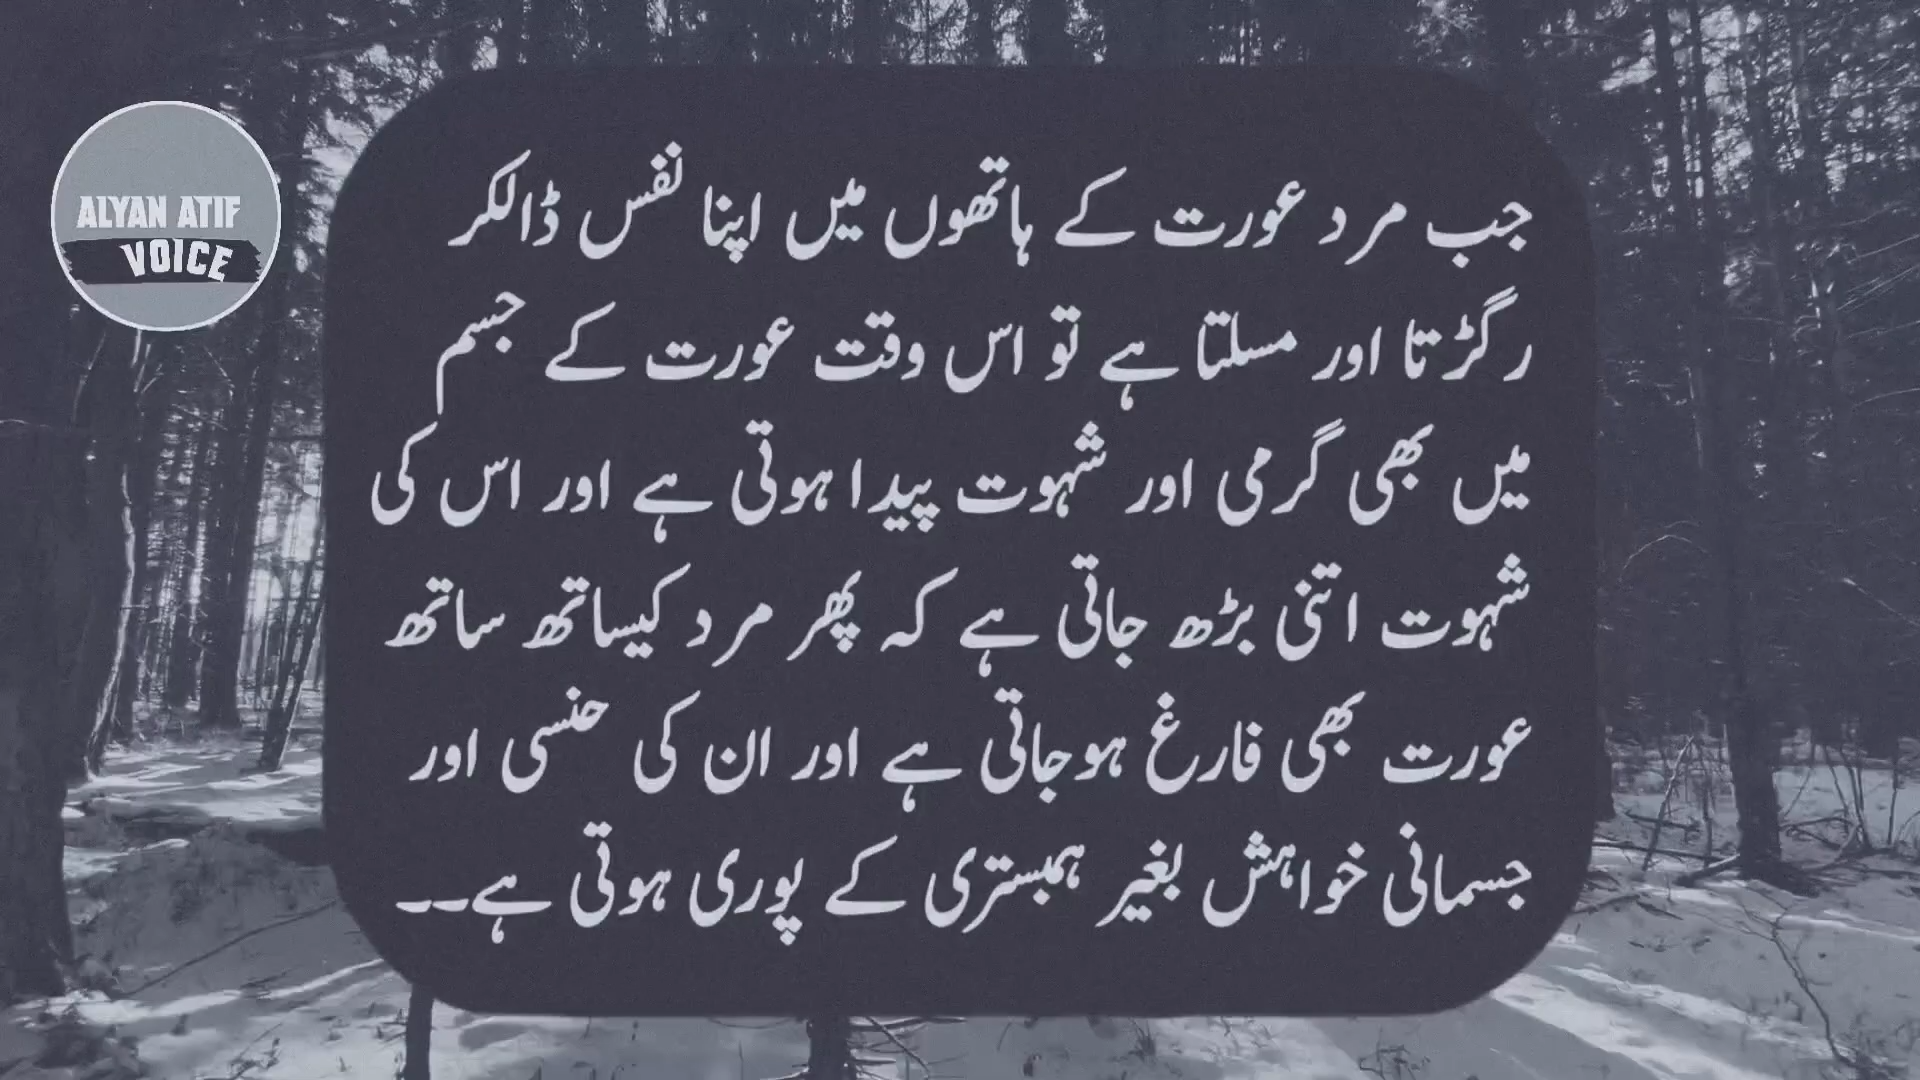 ALYAN ATIF
VOICE
جب مرد عورت کے ہاتھوں میں اپنا نفس ڈالکر
رگڑتا اور مسلتا ہے تو اس وقت عورت کے جسم
میں بھی گرمی اور شہوت پیدا ہوتی ہے اور اس کی
شہوت اتنی بڑھ جاتی ہے کہ پھر مرد کیساتھ ساتھ
عورت بھی فارغ ہوجاتی ہے اور ان کی جنسی اور
جسمانی خواہش بغیر ہمبستری کے پوری ہوتی ہے۔۔